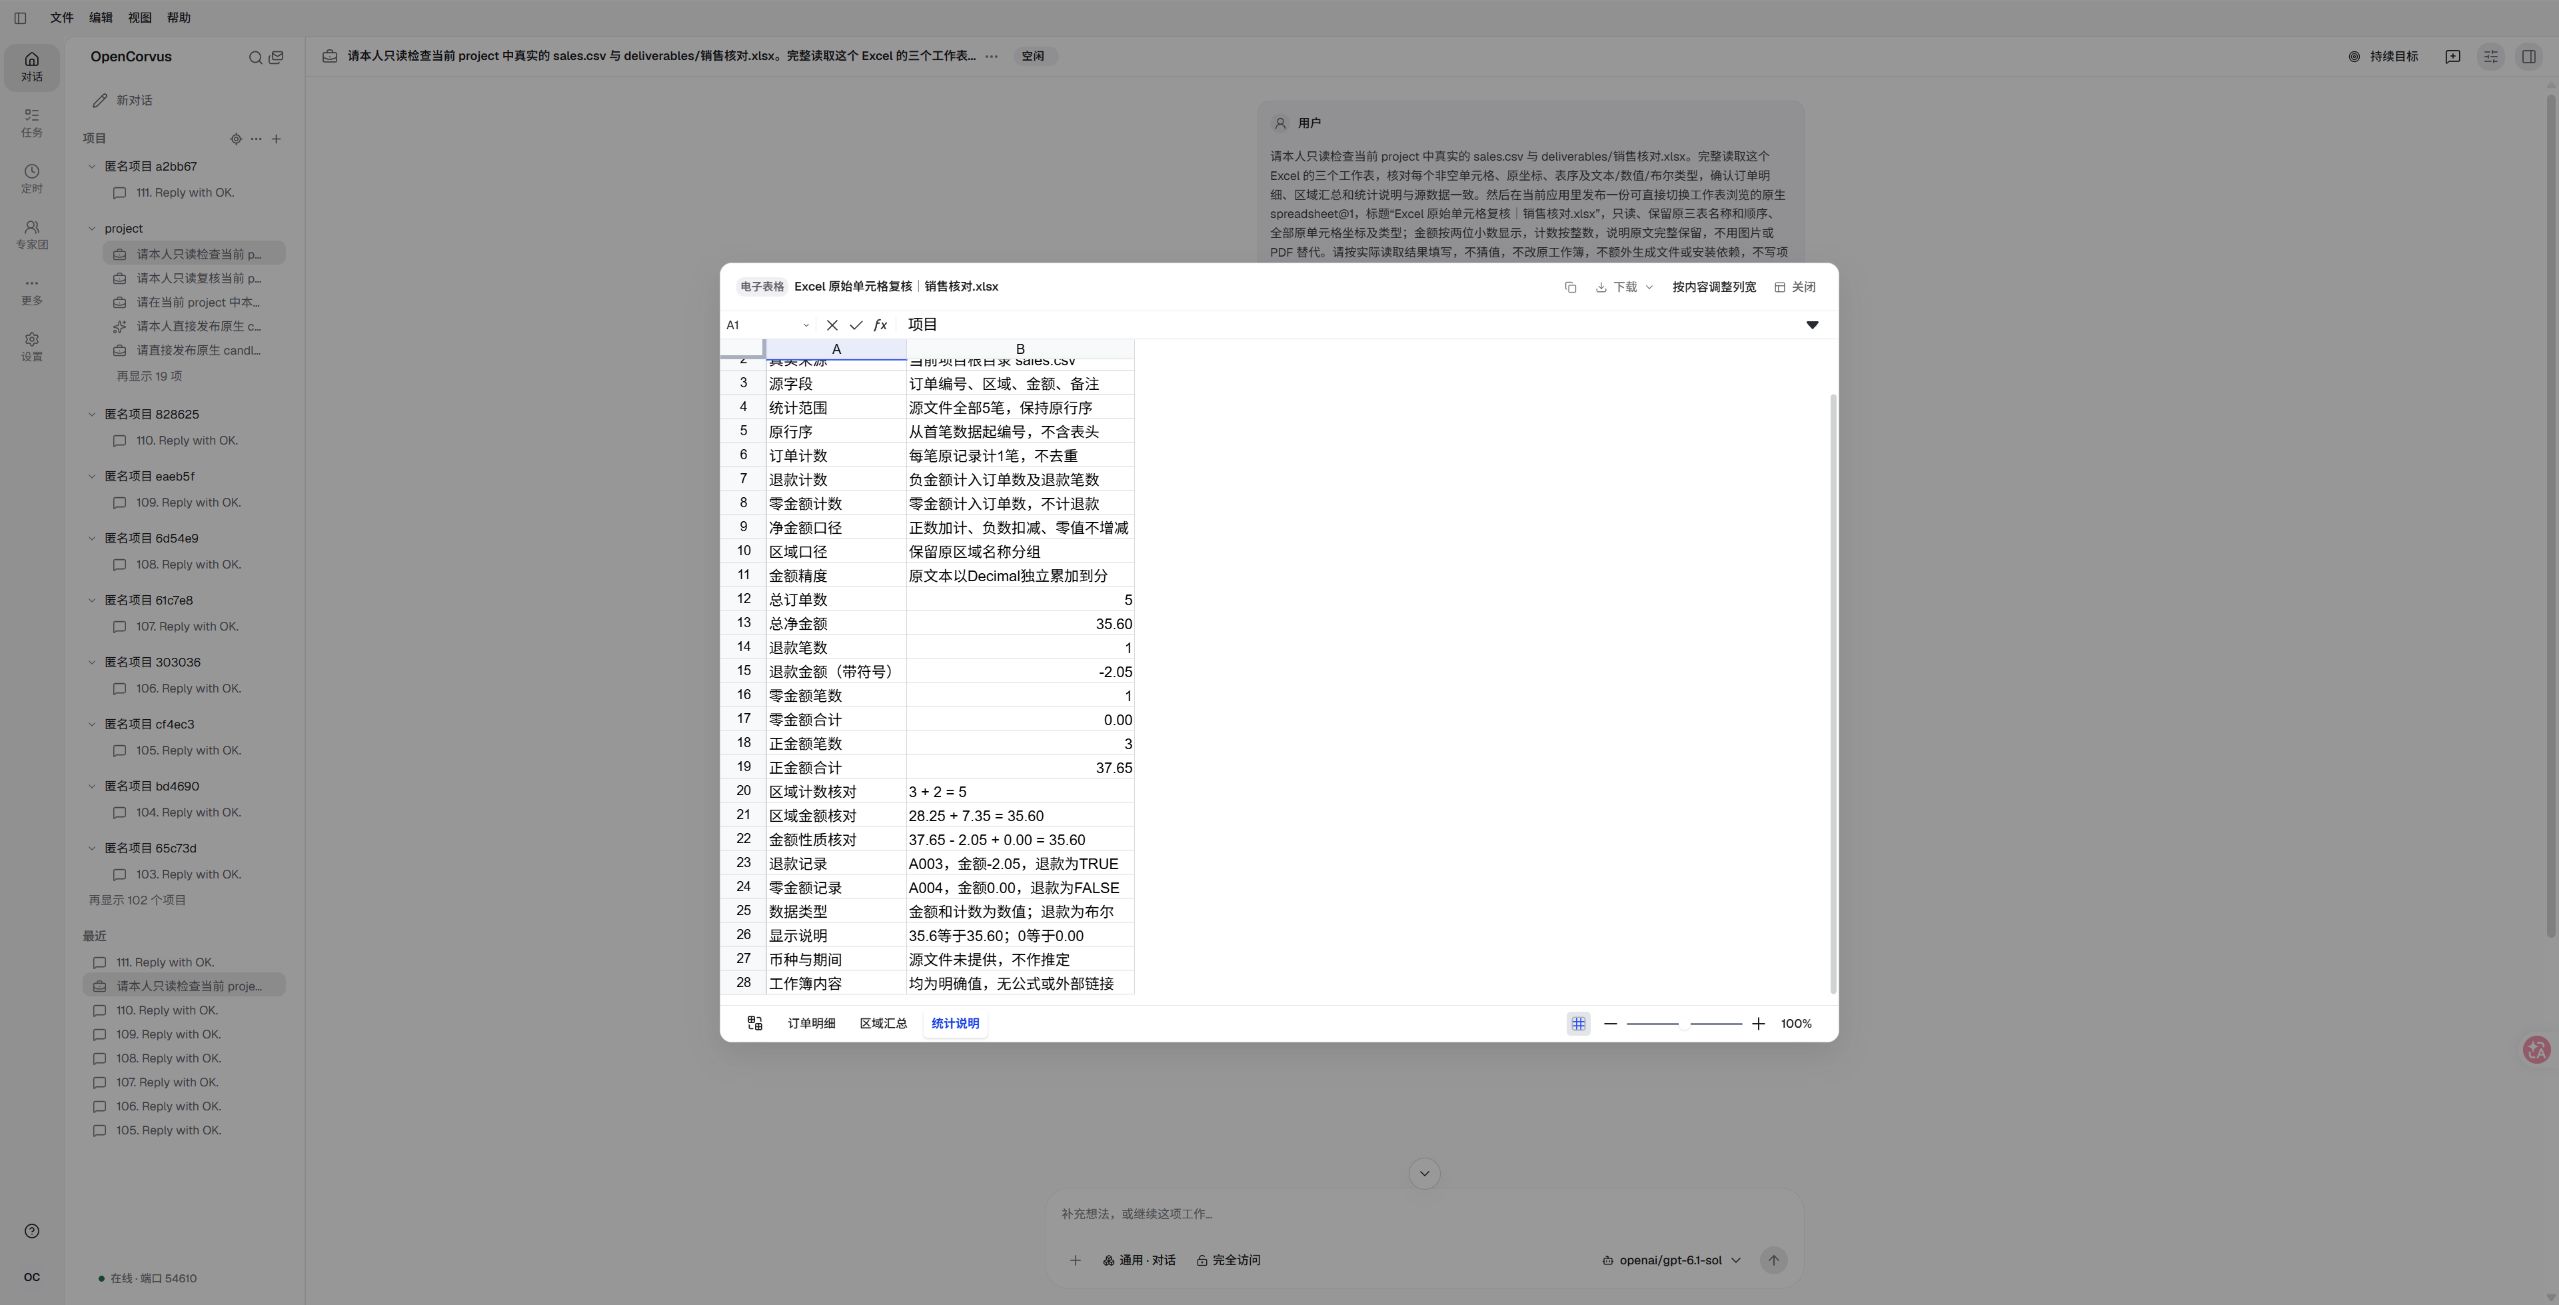 文件 编辑 视图 帮助
对话
任务
定时
专家团
更多
设置
OC
OpenCorvus
新对话
项目
匿名项目 a2bb67
111. Reply with OK.
project
请本人只读检查当前 p...
请本人只读复核当前 p...
请在当前 project 中本...
请本人直接发布原生 c...
请直接发布原生 candl...
再显示 19 项
匿名项目 828625
110. Reply with OK.
匿名项目 eaeb5f
109. Reply with OK.
匿名项目 6d54e9
108. Reply with OK.
匿名项目 61c7e8
107. Reply with OK.
匿名项目 303036
106. Reply with OK.
匿名项目 cf4ec3
105. Reply with OK.
匿名项目 bd4690
104. Reply with OK.
匿名项目 65c73d
103. Reply with OK.
再显示 102 个项目
最近
111. Reply with OK.
请本人只读检查当前 proje...
110. Reply with OK.
109. Reply with OK.
108. Reply with OK.
107. Reply with OK.
106. Reply with OK.
105. Reply with OK.
在线 · 端口 54610
请本人只读检查当前 project 中真实的 sales.csv 与 deliverables/销售核对.xlsx。完整读取这个 Excel 的三个工作表... ··· 空闲
持续目标
用户
请本人只读检查当前 project 中真实的 sales.csv 与 deliverables/销售核对.xlsx。完整读取这个
Excel 的三个工作表，核对每个非空单元格、原坐标、表序及文本/数值/布尔类型，确认订单明
细、区域汇总和统计说明与源数据一致。然后在当前应用里发布一份可直接切换工作表浏览的原生
spreadsheet@1，标题“Excel 原始单元格复核｜销售核对.xlsx”，只读、保留原三表名称和顺序、
全部原单元格坐标及类型；金额按两位小数显示，计数按整数，说明原文完整保留，不用图片或
PDF 替代。请按实际读取结果填写，不猜值，不改原工作簿，不额外生成文件或安装依赖，不写项
电子表格 Excel 原始单元格复核｜销售核对.xlsx
下载 按内容调整列宽 关闭
A1 fx 项目
A B
2 真实来源 当前项目根目录 sales.csv
3 源字段 订单编号、区域、金额、备注
4 统计范围 源文件全部5笔，保持原行序
5 原行序 从首笔数据起编号，不含表头
6 订单计数 每笔原记录计1笔，不去重
7 退款计数 负金额计入订单数及退款笔数
8 零金额计数 零金额计入订单数，不计退款
9 净金额口径 正数加计、负数扣减、零值不增减
10 区域口径 保留原区域名称分组
11 金额精度 原文本以Decimal独立累加到分
12 总订单数 5
13 总净金额 35.60
14 退款笔数 1
15 退款金额（带符号） -2.05
16 零金额笔数 1
17 零金额合计 0.00
18 正金额笔数 3
19 正金额合计 37.65
20 区域计数核对 3 + 2 = 5
21 区域金额核对 28.25 + 7.35 = 35.60
22 金额性质核对 37.65 - 2.05 + 0.00 = 35.60
23 退款记录 A003，金额-2.05，退款为TRUE
24 零金额记录 A004，金额0.00，退款为FALSE
25 数据类型 金额和计数为数值；退款为布尔
26 显示说明 35.6等于35.60；0等于0.00
27 币种与期间 源文件未提供，不作推定
28 工作簿内容 均为明确值，无公式或外部链接
订单明细 区域汇总 统计说明
100%
补充想法，或继续这项工作...
通用 · 对话 完全访问
openai/gpt-6.1-sol